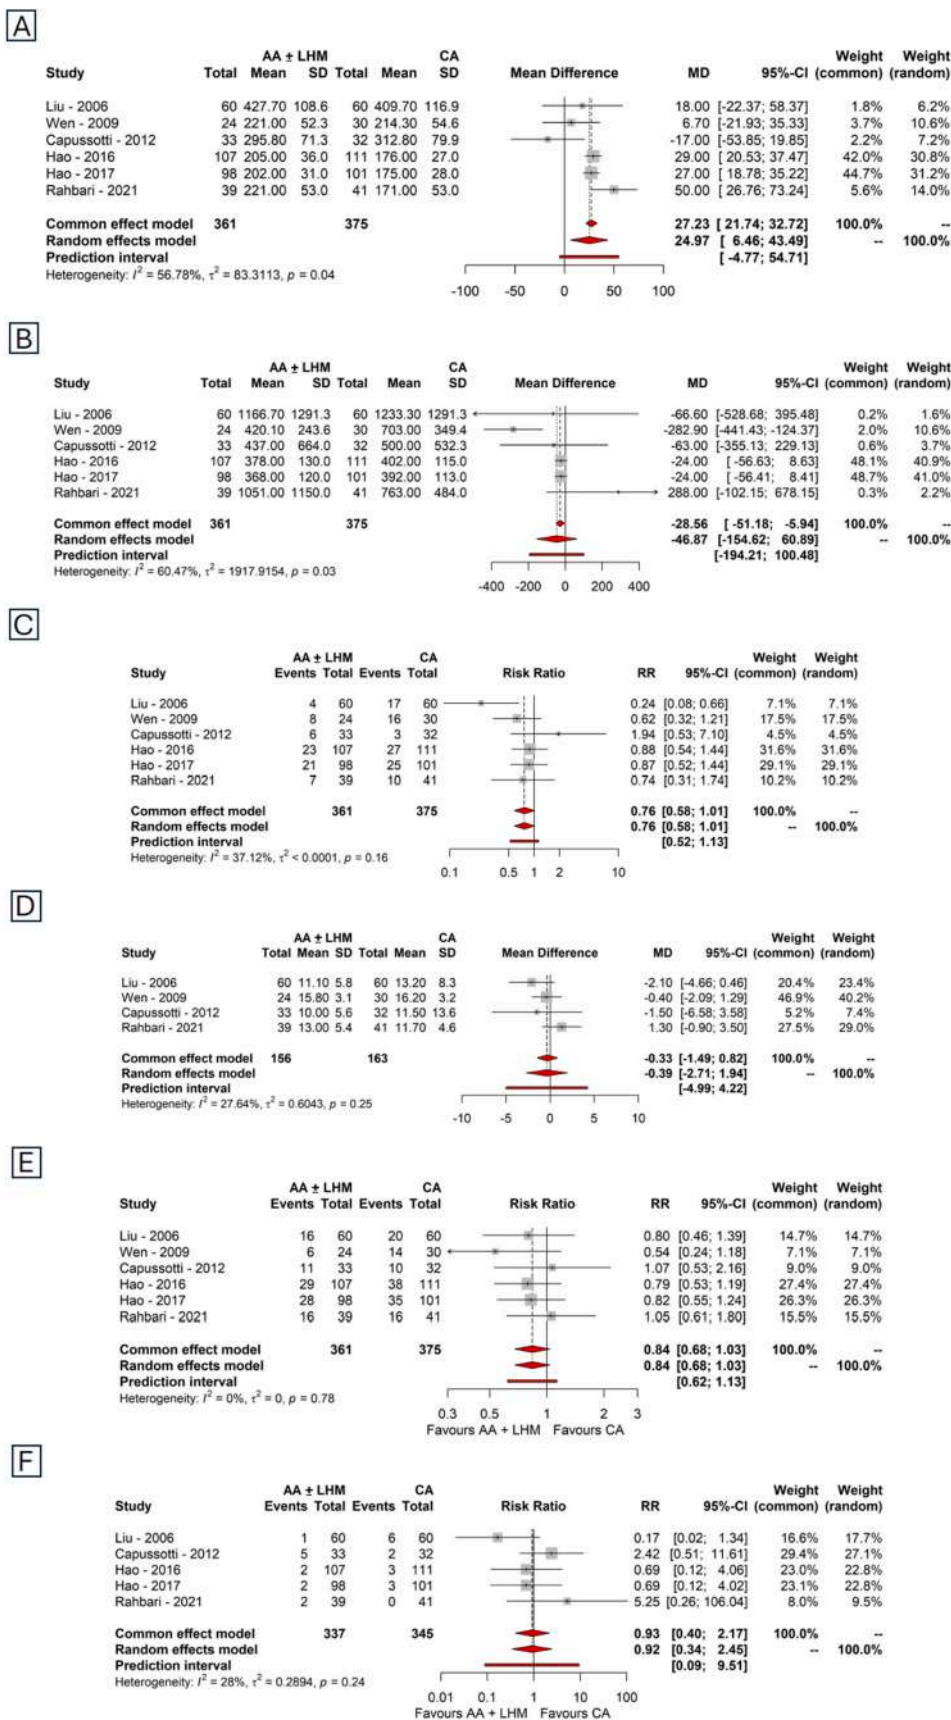 A
AA ± LHM CA Weight Weight
Study Total Mean SD Total Mean SD Mean Difference MD 95%-CI (common) (random)
Liu - 2006 60 427.70 108.6 60 409.70 116.9 18.00 [-22.37; 58.37] 1.8% 6.2%
Wen - 2009 24 221.00 52.3 30 214.30 54.6 6.70 [-21.93; 35.33] 3.7% 10.6%
Capussotti - 2012 33 295.80 71.3 32 312.80 79.9 -17.00 [-53.85; 19.85] 2.2% 7.2%
Hao - 2016 107 205.00 36.0 111 176.00 27.0 29.00 [20.53; 37.47] 42.0% 30.8%
Hao - 2017 98 202.00 31.0 101 175.00 28.0 27.00 [18.78; 35.22] 44.7% 31.2%
Rahbari - 2021 39 221.00 53.0 41 171.00 53.0 50.00 [26.76; 73.24] 5.6% 14.0%
Common effect model 361 375 27.23 [ 21.74; 32.72] 100.0% --
Random effects model 24.97 [ 6.46; 43.49] -- 100.0%
Prediction interval [ -4.77; 54.71]
Heterogeneity: I² = 56.78%, τ² = 83.3113, p = 0.04
-100 -50 0 50 100
B
AA ± LHM CA Weight Weight
Study Total Mean SD Total Mean SD Mean Difference MD 95%-CI (common) (random)
Liu - 2006 60 1166.70 1291.3 60 1233.30 1291.3 -66.60 [-528.68; 395.48] 0.2% 1.6%
Wen - 2009 24 420.10 243.6 30 703.00 349.4 -282.90 [-441.43; -124.37] 2.0% 10.6%
Capussotti - 2012 33 437.00 664.0 32 500.00 532.3 -63.00 [-355.13; 229.13] 0.6% 3.7%
Hao - 2016 107 378.00 130.0 111 402.00 115.0 -24.00 [ -56.63; 8.63] 48.1% 40.9%
Hao - 2017 98 368.00 120.0 101 392.00 113.0 -24.00 [ -56.41; 8.41] 48.7% 41.0%
Rahbari - 2021 39 1051.00 1150.0 41 763.00 484.0 288.00 [-102.15; 678.15] 0.3% 2.2%
Common effect model 361 375 -28.56 [ -51.18; -5.94] 100.0% --
Random effects model -46.87 [-154.62; 60.89] -- 100.0%
Prediction interval [-194.21; 100.48]
Heterogeneity: I² = 60.47%, τ² = 1917.9154, p = 0.03
-400 -200 0 200 400
C
AA ± LHM CA Weight Weight
Study Events Total Events Total Risk Ratio RR 95%-CI (common) (random)
Liu - 2006 4 60 17 60 0.24 [0.08; 0.66] 7.1% 7.1%
Wen - 2009 8 24 16 30 0.62 [0.32; 1.21] 17.5% 17.5%
Capussotti - 2012 6 33 3 32 1.94 [0.53; 7.10] 4.5% 4.5%
Hao - 2016 23 107 27 111 0.88 [0.54; 1.44] 31.6% 31.6%
Hao - 2017 21 98 25 101 0.87 [0.52; 1.44] 29.1% 29.1%
Rahbari - 2021 7 39 10 41 0.74 [0.31; 1.74] 10.2% 10.2%
Common effect model 361 375 0.76 [0.58; 1.01] 100.0% --
Random effects model 0.76 [0.58; 1.01] -- 100.0%
Prediction interval [0.52; 1.13]
Heterogeneity: I² = 37.12%, τ² < 0.0001, p = 0.16
0.1 0.5 1 2 10
D
AA ± LHM CA Weight Weight
Study Total Mean SD Total Mean SD Mean Difference MD 95%-CI (common) (random)
Liu - 2006 60 11.10 5.8 60 13.20 8.3 -2.10 [-4.66; 0.46] 20.4% 23.4%
Wen - 2009 24 15.80 3.1 30 16.20 3.2 -0.40 [-2.09; 1.29] 46.9% 40.2%
Capussotti - 2012 33 10.00 5.6 32 11.50 13.6 -1.50 [-6.58; 3.58] 5.2% 7.4%
Rahbari - 2021 39 13.00 5.4 41 11.70 4.6 1.30 [-0.90; 3.50] 27.5% 29.0%
Common effect model 156 163 -0.33 [-1.49; 0.82] 100.0% --
Random effects model -0.39 [-2.71; 1.94] -- 100.0%
Prediction interval [-4.99; 4.22]
Heterogeneity: I² = 27.64%, τ² = 0.6043, p = 0.25
-10 -5 0 5 10
E
AA ± LHM CA Weight Weight
Study Events Total Events Total Risk Ratio RR 95%-CI (common) (random)
Liu - 2006 16 60 20 60 0.80 [0.46; 1.39] 14.7% 14.7%
Wen - 2009 6 24 14 30 0.54 [0.24; 1.18] 7.1% 7.1%
Capussotti - 2012 11 33 10 32 1.07 [0.53; 2.16] 9.0% 9.0%
Hao - 2016 29 107 38 111 0.79 [0.53; 1.19] 27.4% 27.4%
Hao - 2017 28 98 35 101 0.82 [0.55; 1.24] 26.3% 26.3%
Rahbari - 2021 16 39 16 41 1.05 [0.61; 1.80] 15.5% 15.5%
Common effect model 361 375 0.84 [0.68; 1.03] 100.0% --
Random effects model 0.84 [0.68; 1.03] -- 100.0%
Prediction interval [0.62; 1.13]
Heterogeneity: I² = 0%, τ² = 0, p = 0.78
0.3 0.5 1 2 3
Favours AA + LHM Favours CA
F
AA ± LHM CA Weight Weight
Study Events Total Events Total Risk Ratio RR 95%-CI (common) (random)
Liu - 2006 1 60 6 60 0.17 [0.02; 1.34] 16.6% 17.7%
Capussotti - 2012 5 33 2 32 2.42 [0.51; 11.61] 29.4% 27.1%
Hao - 2016 2 107 3 111 0.69 [0.12; 4.06] 23.0% 22.8%
Hao - 2017 2 98 3 101 0.69 [0.12; 4.02] 23.1% 22.8%
Rahbari - 2021 2 39 0 41 5.25 [0.26; 106.04] 8.0% 9.5%
Common effect model 337 345 0.93 [0.40; 2.17] 100.0% --
Random effects model 0.92 [0.34; 2.45] -- 100.0%
Prediction interval [0.09; 9.51]
Heterogeneity: I² = 28%, τ² = 0.2894, p = 0.24
0.01 0.1 1 10 100
Favours AA + LHM Favours CA